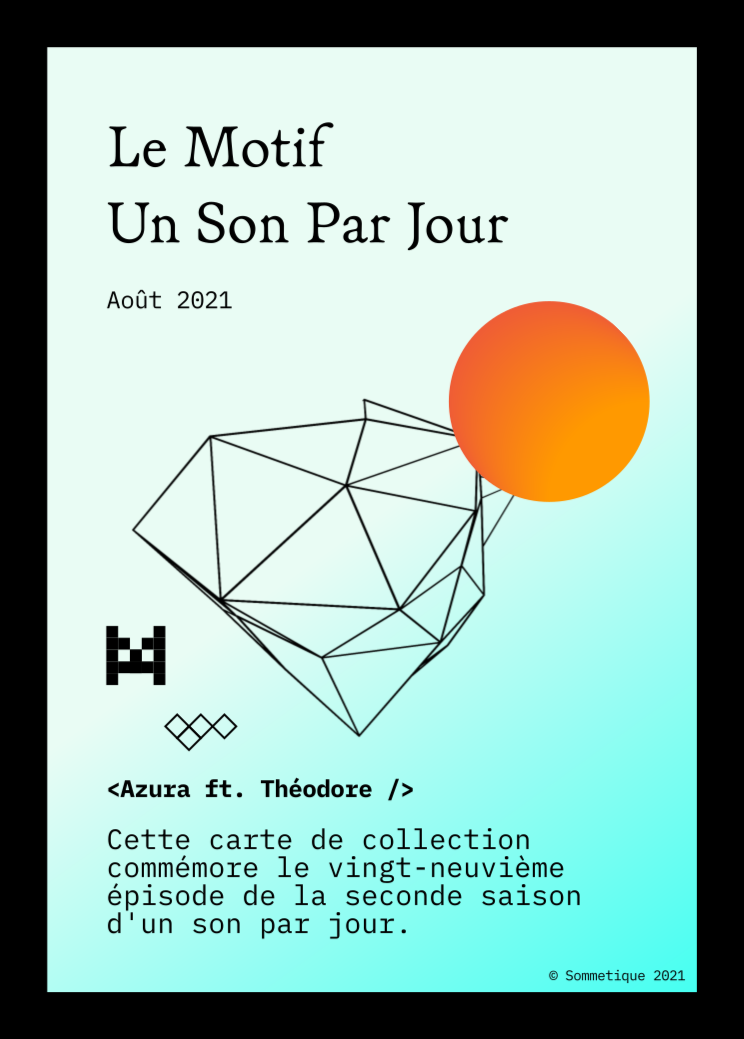 Le Motif
Un Son Par Jour
Août 2021
<Azura ft. Théodore />
Cette carte de collection
commémore le vingt-neuvième
épisode de la seconde saison
d'un son par jour.
© Sommetique 2021